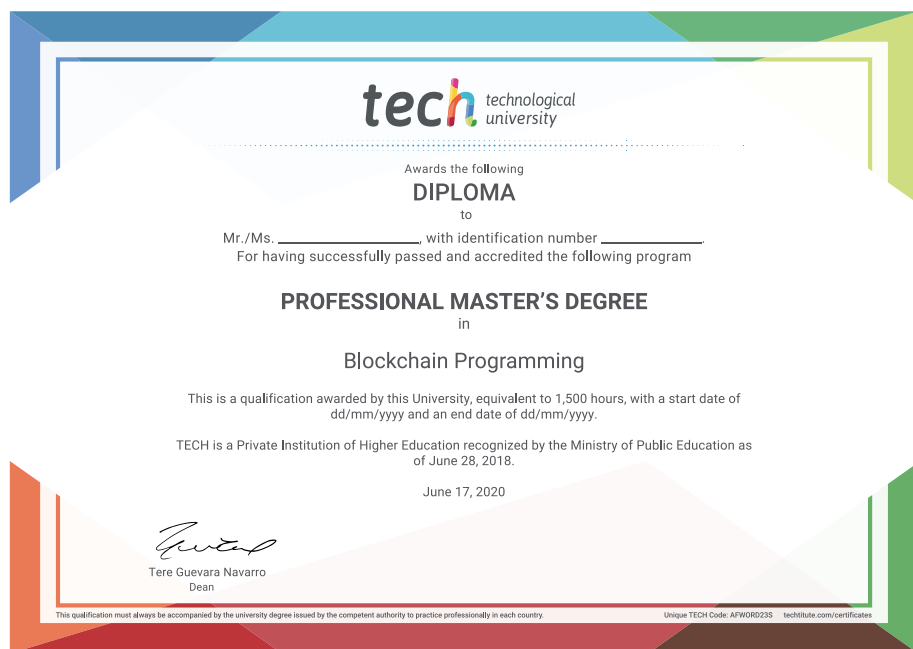 tech technological
university
Awards the following
DIPLOMA
to
Mr./Ms. ____________________, with identification number ______________.
For having successfully passed and accredited the following program
PROFESSIONAL MASTER'S DEGREE
in
Blockchain Programming
This is a qualification awarded by this University, equivalent to 1,500 hours, with a start date of
dd/mm/yyyy and an end date of dd/mm/yyyy.
TECH is a Private Institution of Higher Education recognized by the Ministry of Public Education as
of June 28, 2018.
June 17, 2020
Tere Guevara Navarro
Dean
This qualification must always be accompanied by the university degree issued by the competent authority to practice professionally in each country.
Unique TECH Code: AFWORD23S techtitute.com/certificates